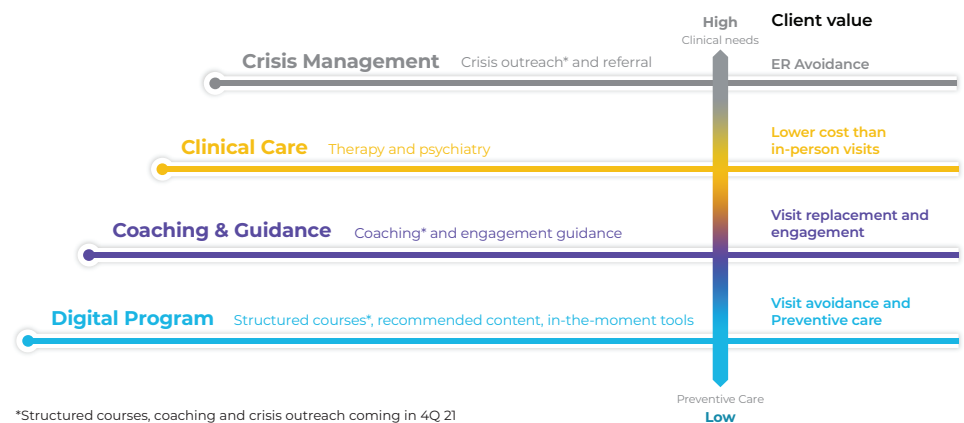 High
Client value
Clinical needs
Crisis Management Crisis outreach* and referral
ER Avoidance
Clinical Care Therapy and psychiatry
Lower cost than
in-person visits
Coaching & Guidance Coaching* and engagement guidance
Visit replacement and
engagement
Digital Program Structured courses*, recommended content, in-the-moment tools
Visit avoidance and
Preventive care
Preventive Care
Low
*Structured courses, coaching and crisis outreach coming in 4Q 21